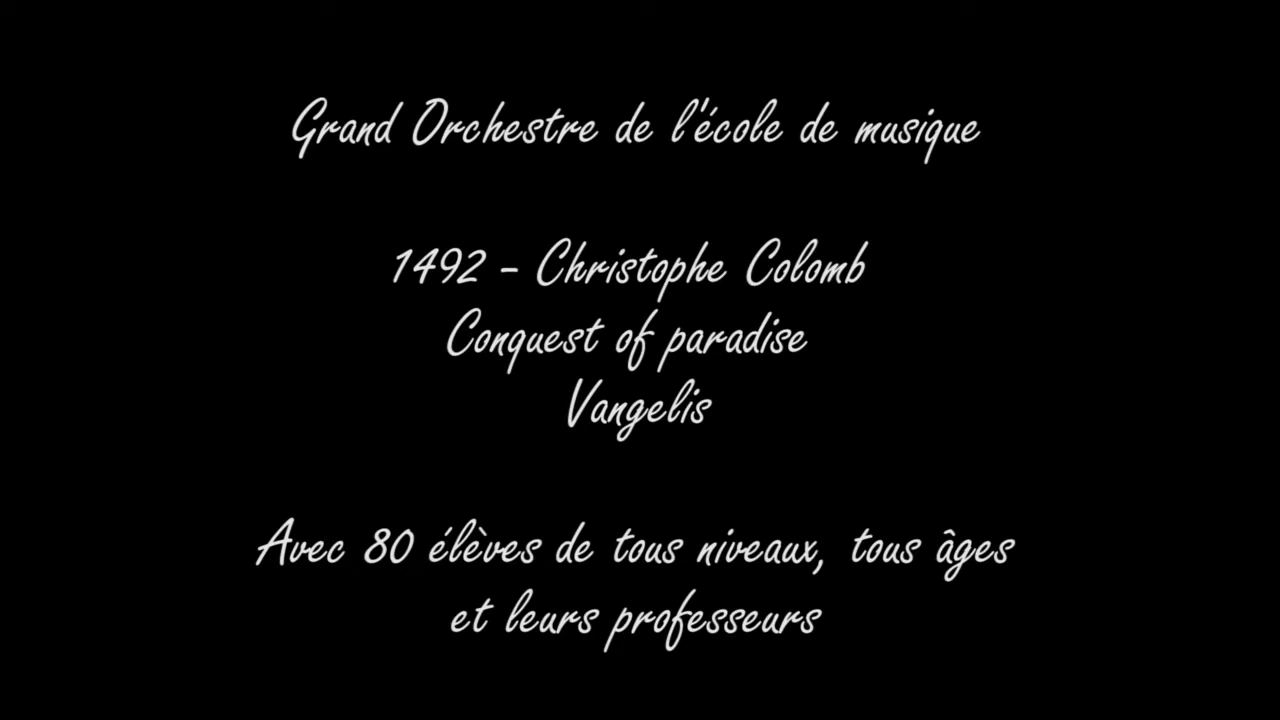 Grand Orchestre de l'école de musique
1492 - Christophe Colomb
Conquest of paradise
Vangelis
Avec 80 élèves de tous niveaux, tous âges
et leurs professeurs